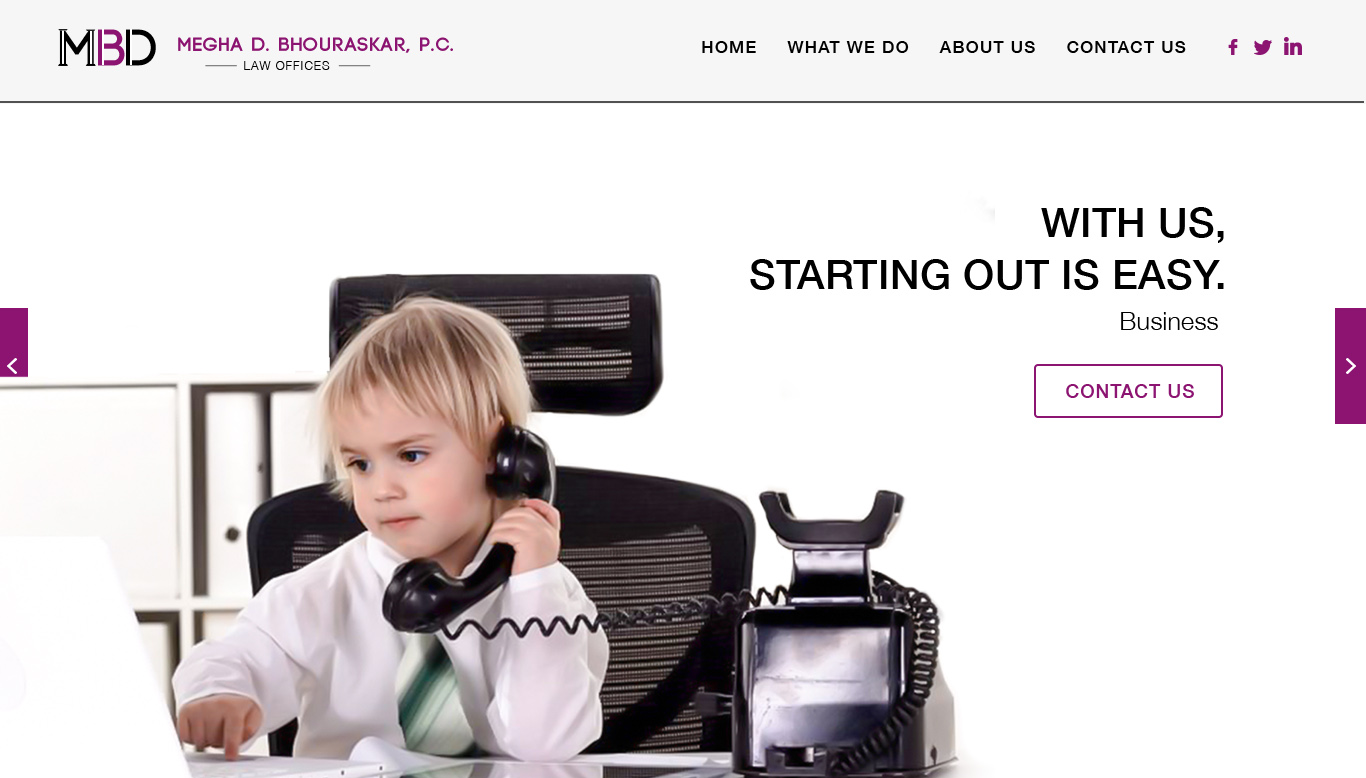 MBD
MEGHA D. BHOURASKAR, P.C.
LAW OFFICES
HOME WHAT WE DO ABOUT US CONTACT US
WITH US,
STARTING OUT IS EASY.
Business
CONTACT US